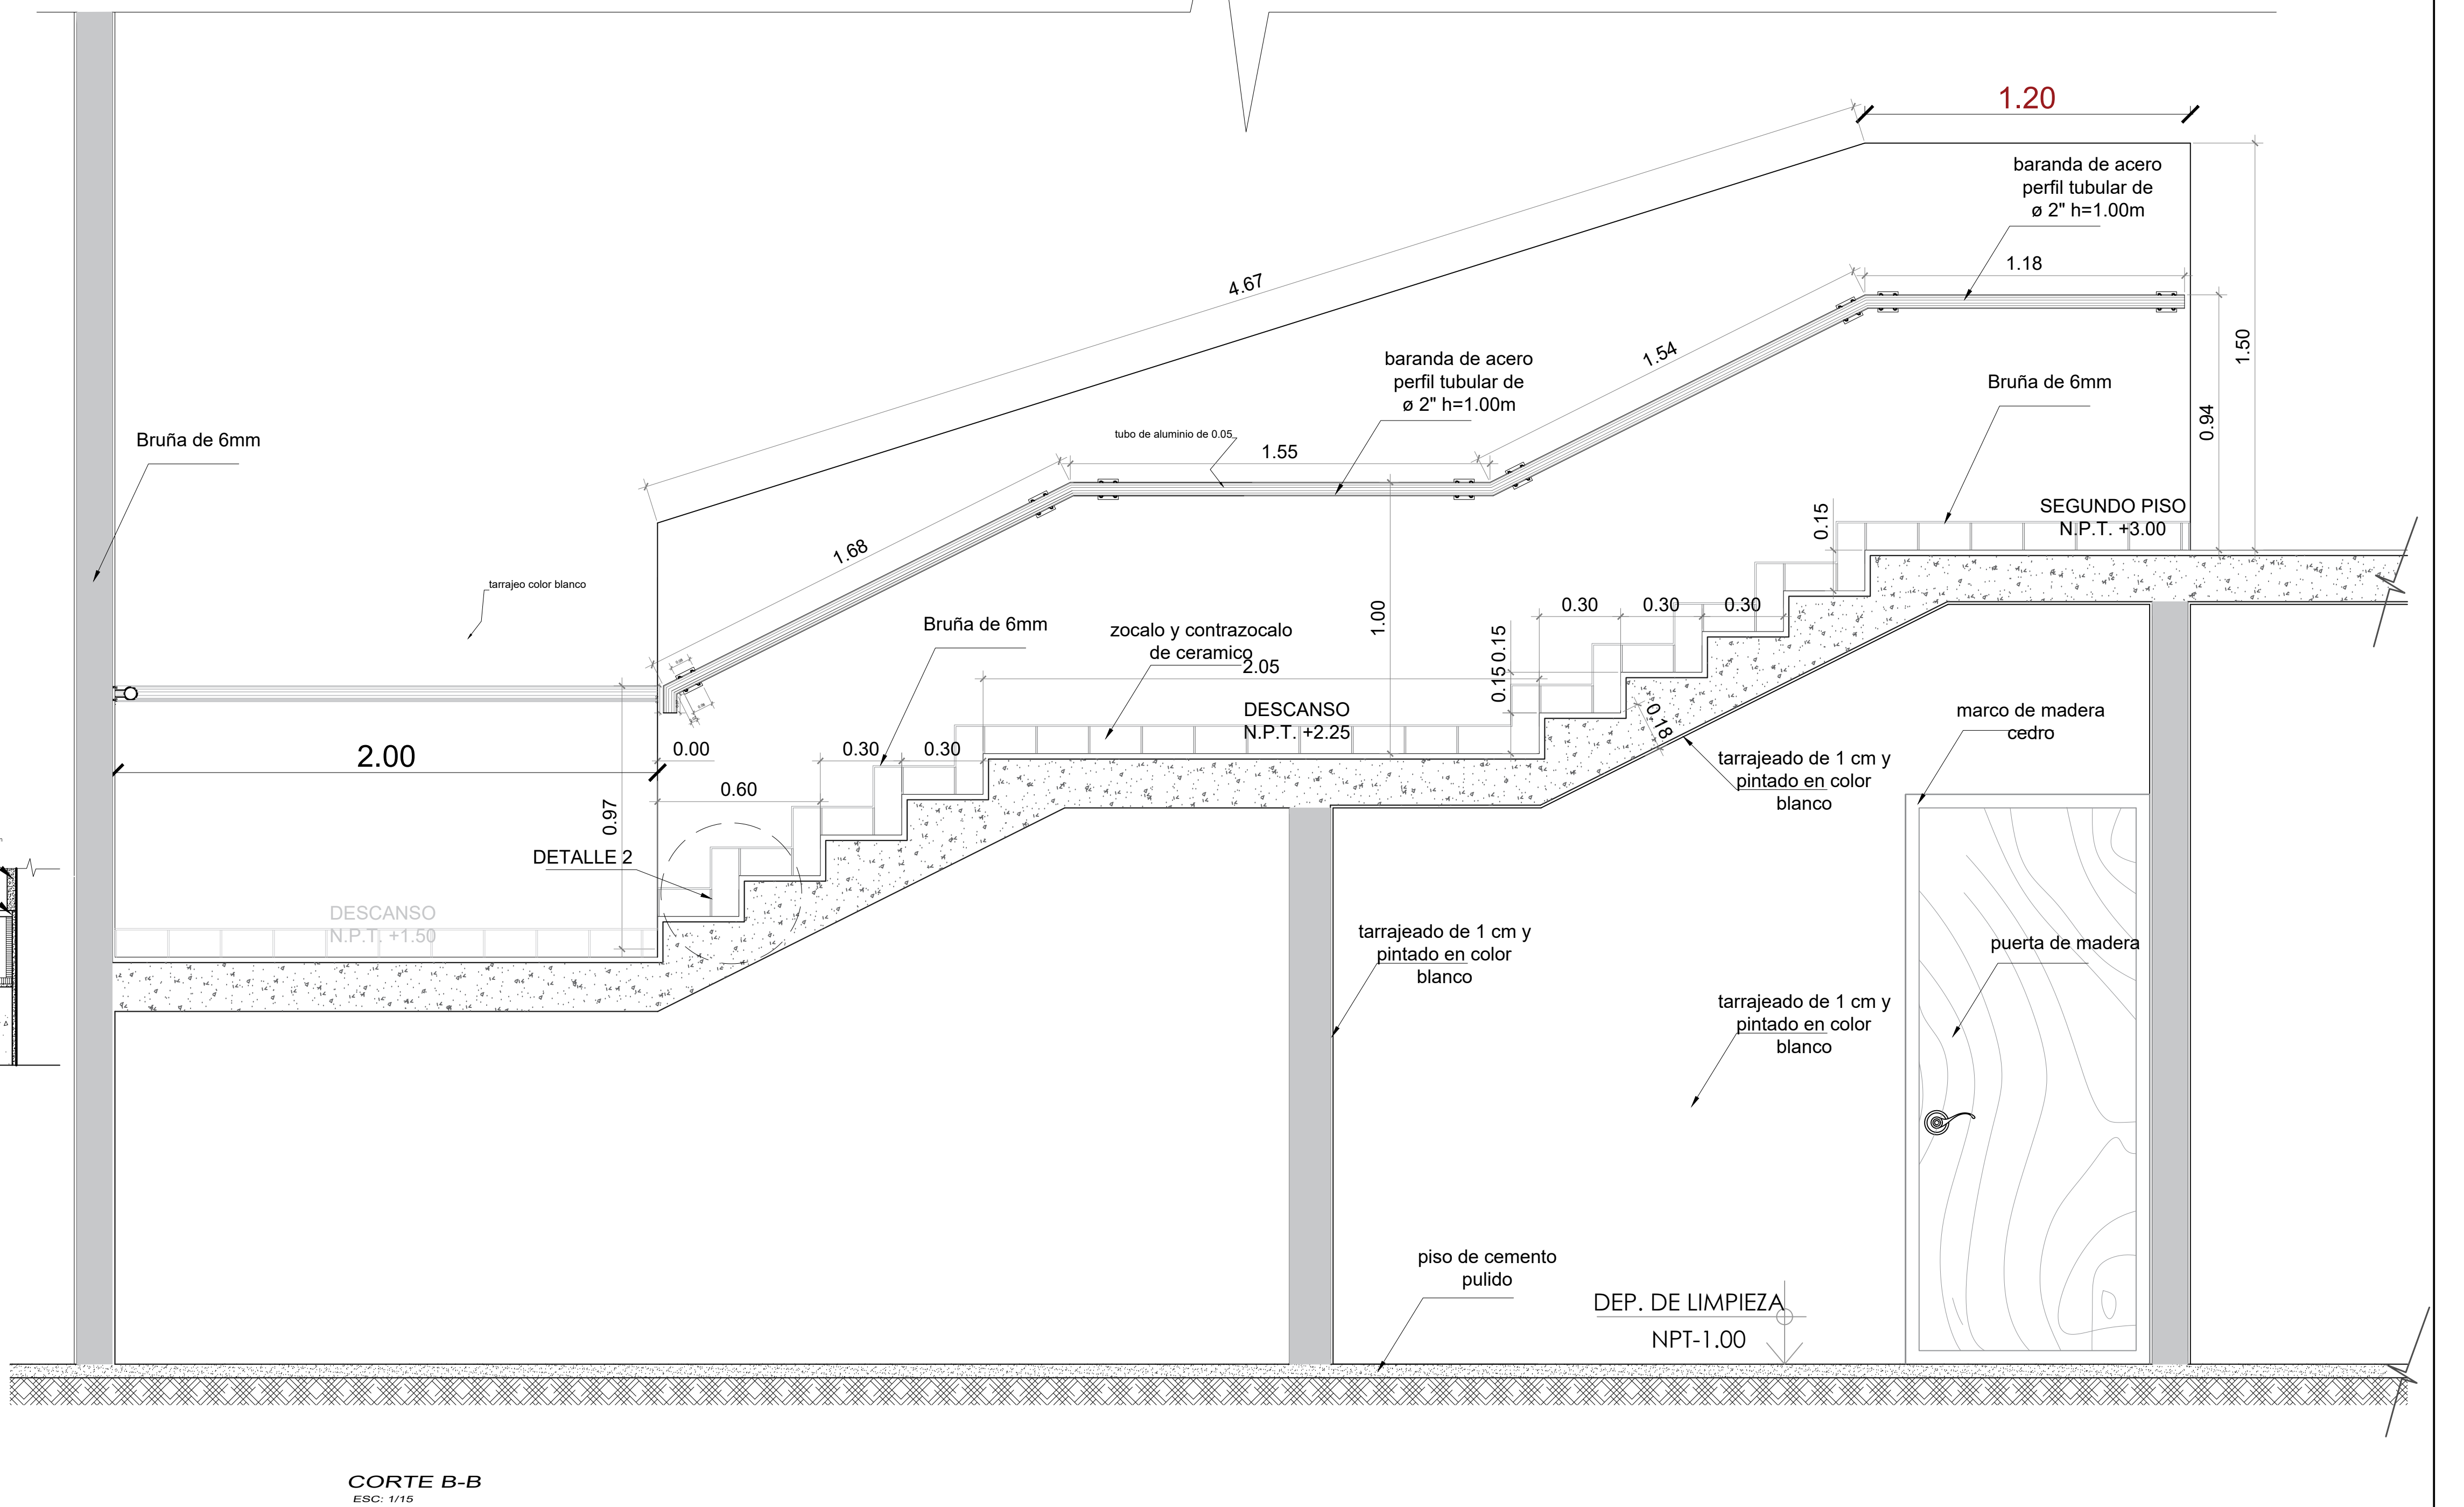 1.20
baranda de acero
perfil tubular de
ø 2" h=1.00m
1.18
4.67
1.54
1.50
baranda de acero
perfil tubular de
ø 2" h=1.00m
Bruña de 6mm
0.94
tubo de aluminio de 0.05
1.55
Bruña de 6mm
SEGUNDO PISO
N.P.T. +3.00
0.15
1.68
tarrajeo color blanco
Bruña de 6mm
zocalo y contrazocalo
de ceramico
1.00
0.30
0.30
0.30
0.15
0.15
2.05
DESCANSO
N.P.T. +2.25
0.18
marco de madera
cedro
2.00
0.00
0.30
0.30
tarrajeado de 1 cm y
pintado en color
blanco
0.60
0.97
DETALLE 2
DESCANSO
N.P.T. +1.50
tarrajeado de 1 cm y
pintado en color
blanco
puerta de madera
tarrajeado de 1 cm y
pintado en color
blanco
piso de cemento
pulido
DEP. DE LIMPIEZA
NPT-1.00
CORTE B-B
ESC: 1/15